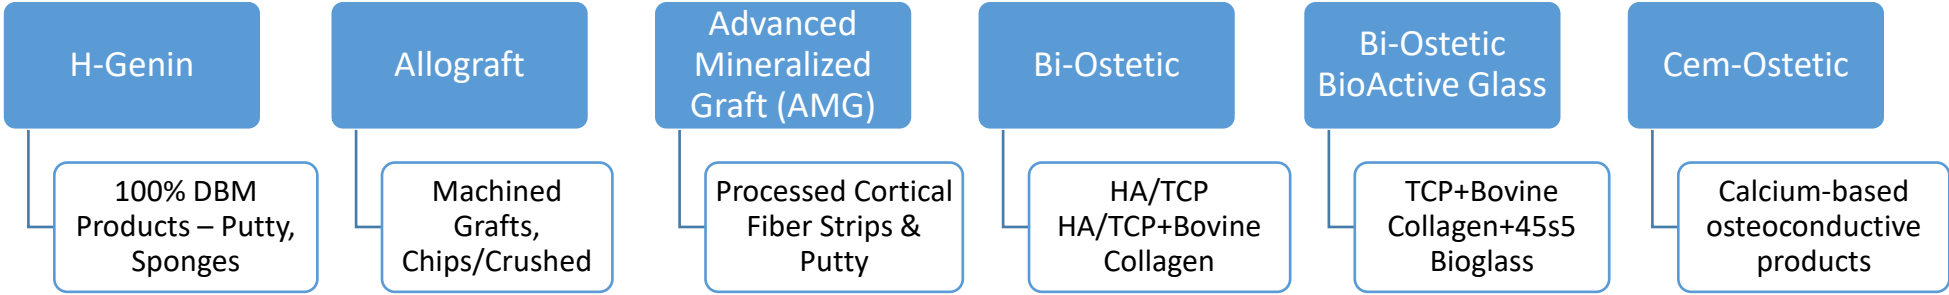 H-Genin
100% DBM
Products – Putty,
Sponges
Allograft
Machined
Grafts,
Chips/Crushed
Advanced
Mineralized
Graft (AMG)
Processed Cortical
Fiber Strips &
Putty
Bi-Ostetic
HA/TCP
HA/TCP+Bovine
Collagen
Bi-Ostetic
BioActive Glass
TCP+Bovine
Collagen+45s5
Bioglass
Cem-Ostetic
Calcium-based
osteoconductive
products